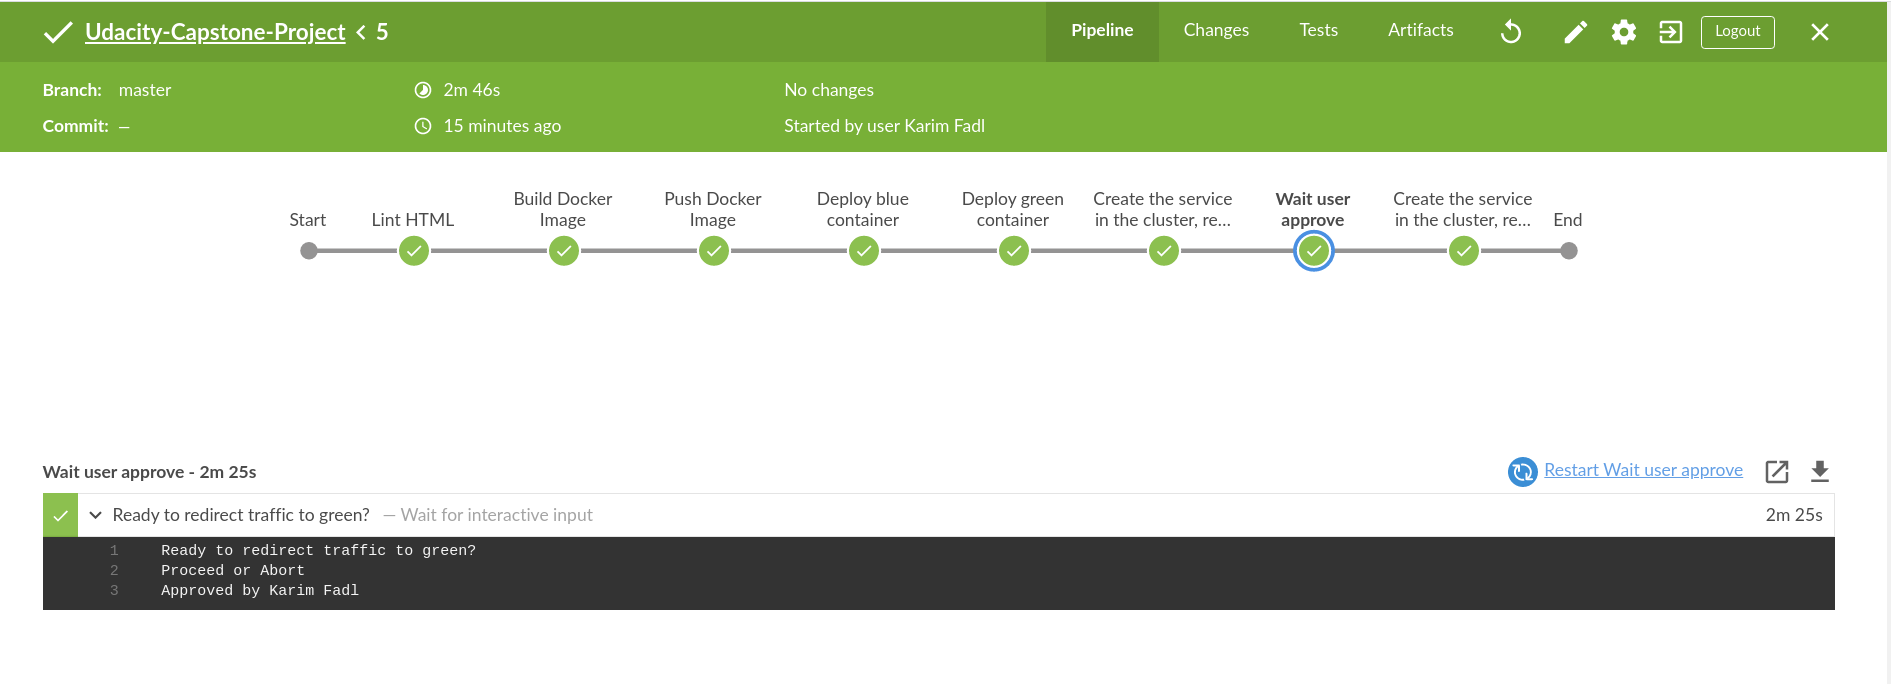 Udacity-Capstone-Project < 5
Pipeline
Changes
Tests
Artifacts
Logout
Branch: master
2m 46s
No changes
Commit: –
15 minutes ago
Started by user Karim Fadl
Start
Lint HTML
Build Docker
Image
Push Docker
Image
Deploy blue
container
Deploy green
container
Create the service
in the cluster, re...
Wait user
approve
Create the service
in the cluster, re...
End
Wait user approve - 2m 25s
Restart Wait user approve
Ready to redirect traffic to green? — Wait for interactive input
2m 25s
1 Ready to redirect traffic to green?
2 Proceed or Abort
3 Approved by Karim Fadl